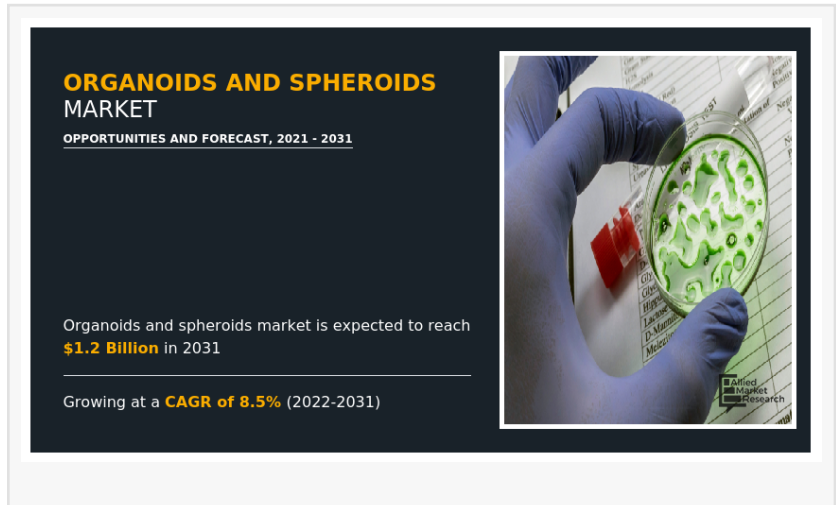 ORGANOIDS AND SPHEROIDS
MARKET
OPPORTUNITIES AND FORECAST, 2021 - 2031
Organoids and spheroids market is expected to reach
$1.2 Billion in 2031
Growing at a CAGR of 8.5% (2022-2031)
Allied
Market
Research